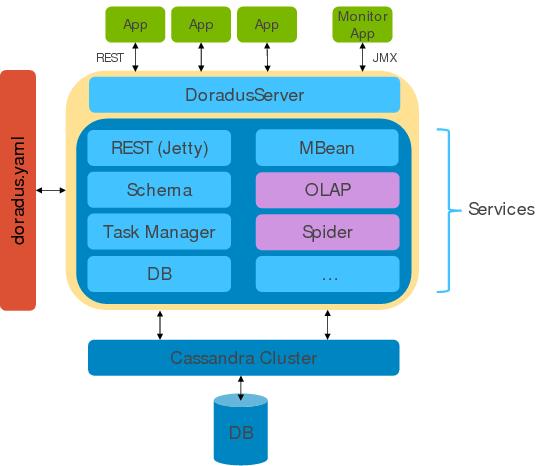 App
App
App
Monitor
App
REST
JMX
DoradusServer
REST (Jetty)
MBean
Schema
OLAP
Task Manager
Spider
DB
...
Services
doradus.yaml
Cassandra Cluster
DB